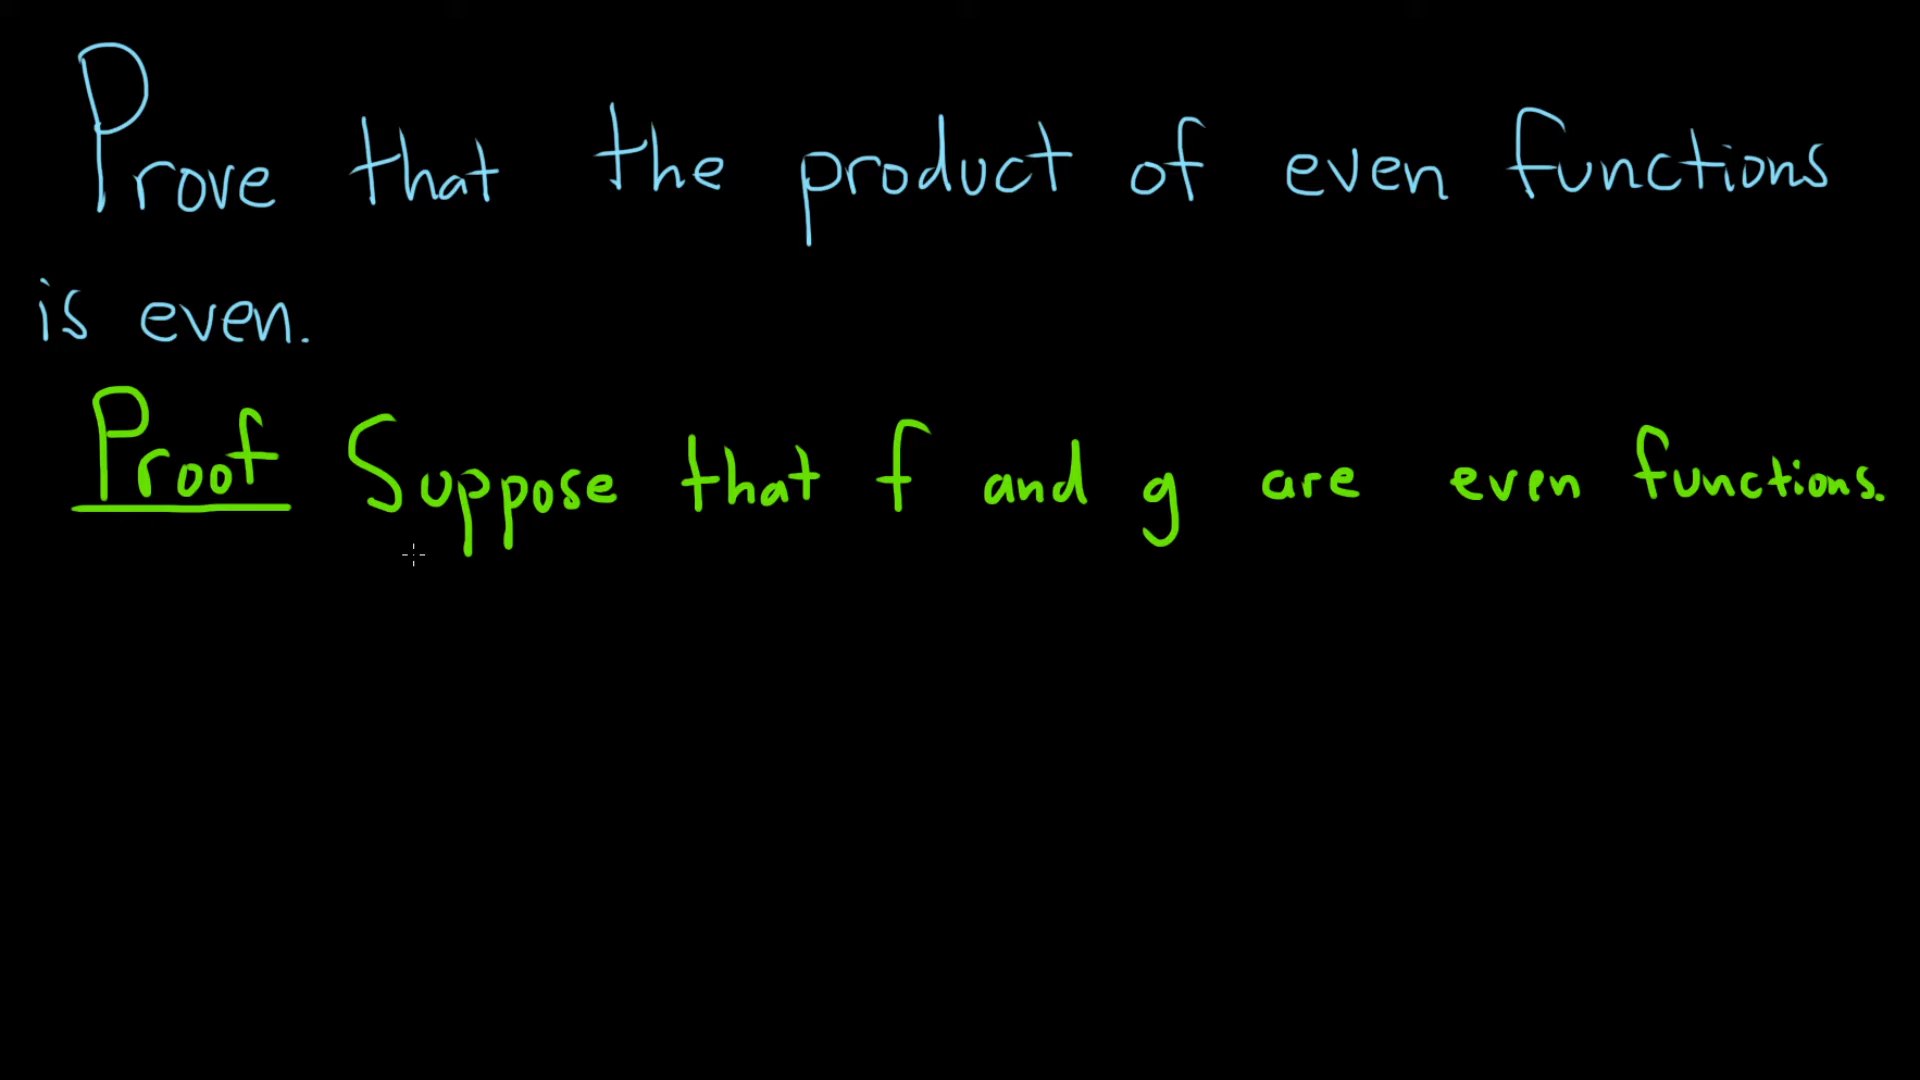 Prove that the product of even functions
is even.
Proof Suppose that f and g are even functions.